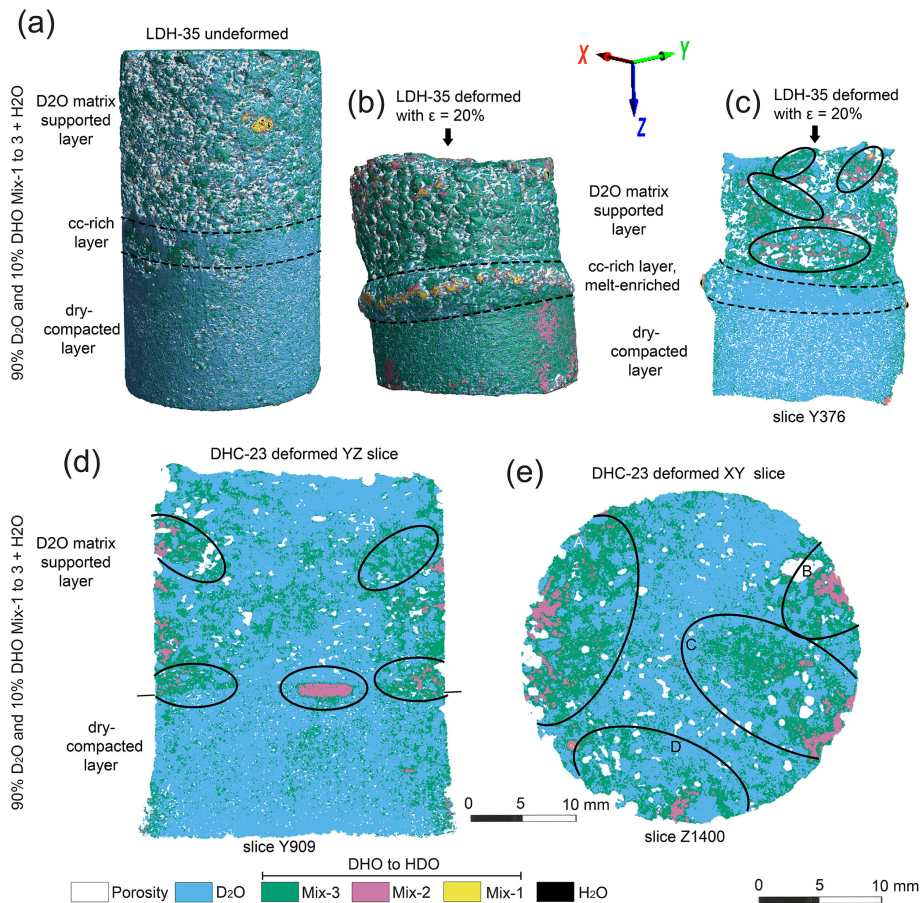 (a)
LDH-35 undeformed
90% D2O and 10% DHO Mix-1 to 3 + H2O
D2O matrix
supported
layer
cc-rich
layer
dry-
compacted
layer
(b)
LDH-35 deformed
with ε = 20%
X
Y
Z
(c)
LDH-35 deformed
with ε = 20%
D2O matrix
supported
layer
cc-rich layer,
melt-enriched
dry-
compacted
layer
slice Y376
(d)
DHC-23 deformed YZ slice
90% D2O and 10% DHO Mix-1 to 3 + H2O
D2O matrix
supported
layer
dry-
compacted
layer
slice Y909
0 5 10 mm
(e)
DHC-23 deformed XY slice
A
B
C
D
slice Z1400
DHO to HDO
Porosity D2O Mix-3 Mix-2 Mix-1 H2O
0 5 10 mm